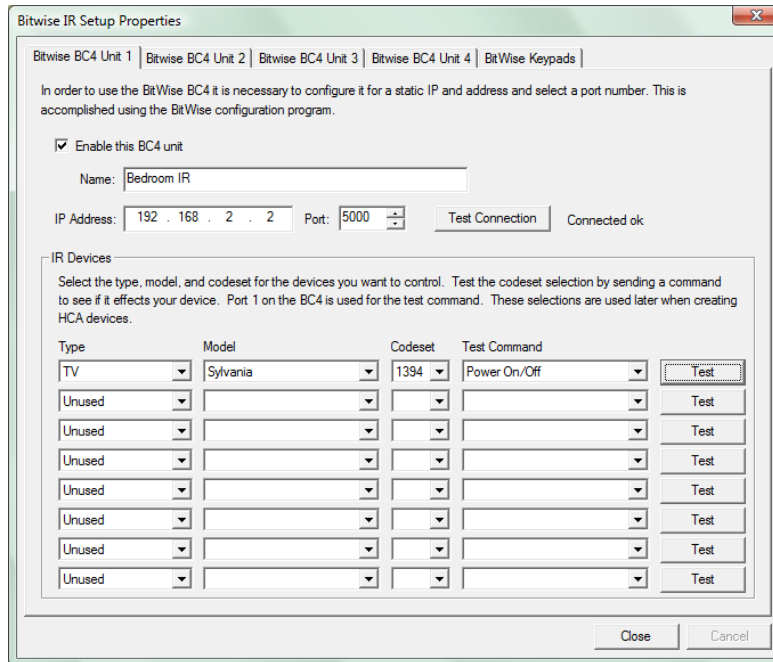 Bitwise IR Setup Properties
Bitwise BC4 Unit 1 Bitwise BC4 Unit 2 Bitwise BC4 Unit 3 Bitwise BC4 Unit 4 BitWise Keypads
In order to use the BitWise BC4 it is necessary to configure it for a static IP and address and select a port number. This is
accomplished using the BitWise configuration program.
Enable this BC4 unit
Name: Bedroom IR
IP Address: 192 . 168 . 2 . 2 Port: 5000 Test Connection Connected ok
IR Devices
Select the type, model, and codeset for the devices you want to control. Test the codeset selection by sending a command
to see if it effects your device. Port 1 on the BC4 is used for the test command. These selections are used later when creating
HCA devices.
Type Model Codeset Test Command
TV Sylvania 1394 Power On/Off Test
Unused Test
Unused Test
Unused Test
Unused Test
Unused Test
Unused Test
Unused Test
Close Cancel